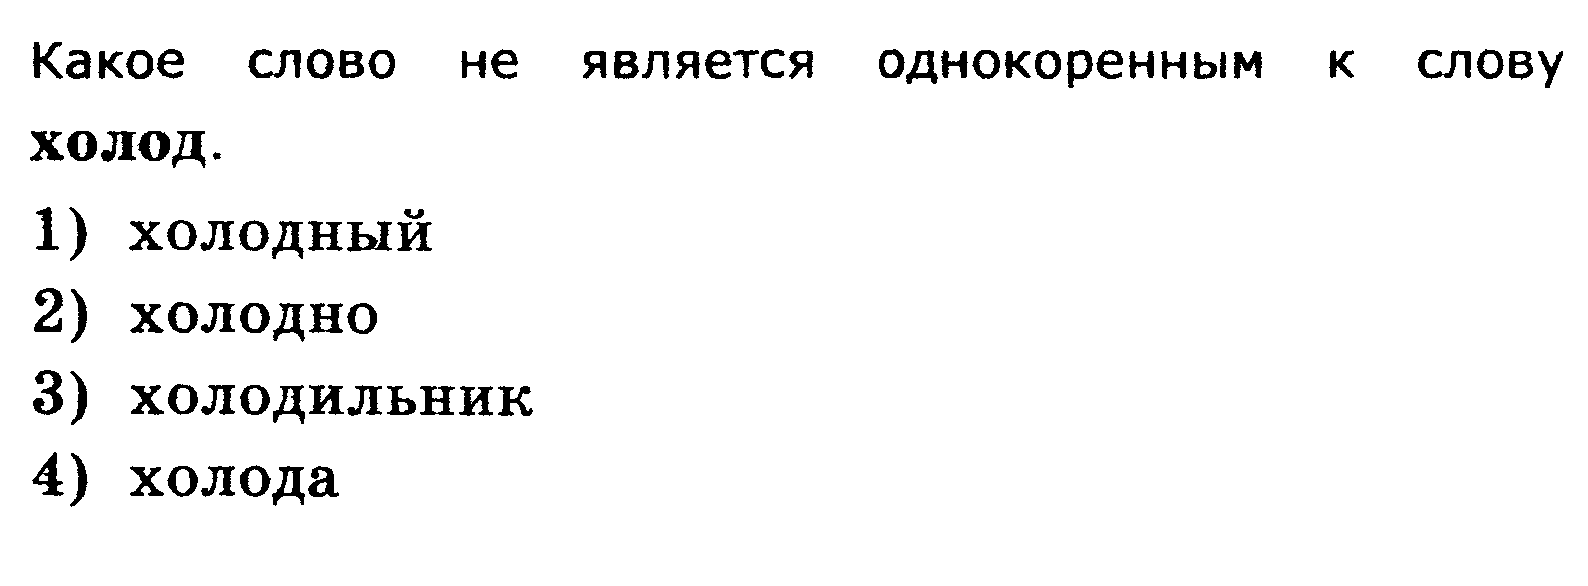 Какое слово не является однокоренным к слову
холод.
1) холодный
2) холодно
3) холодильник
4) холода